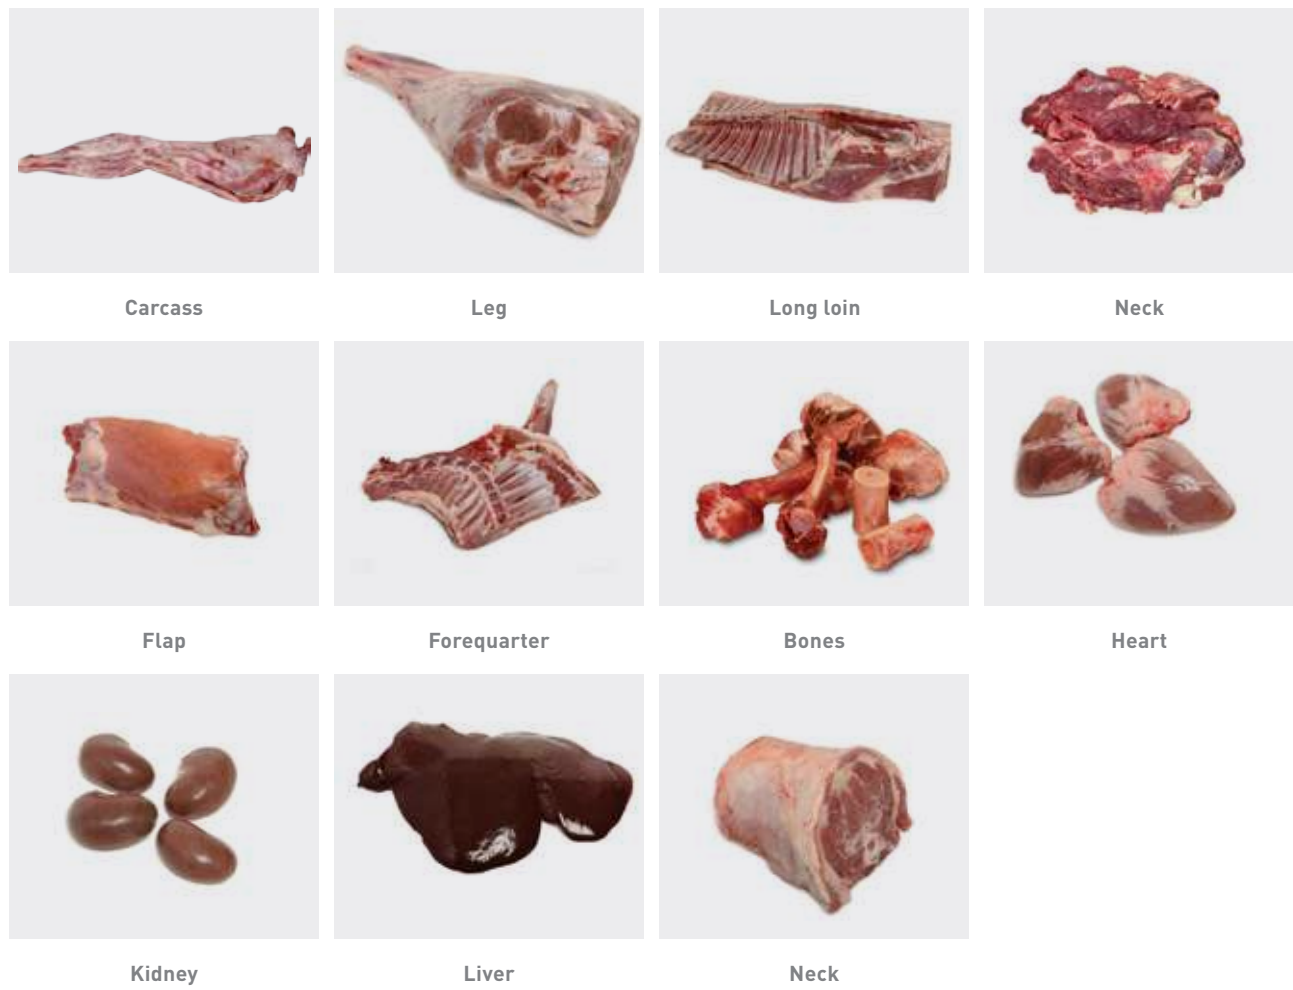 Carcass
Leg
Long loin
Neck
Flap
Forequarter
Bones
Heart
Kidney
Liver
Neck